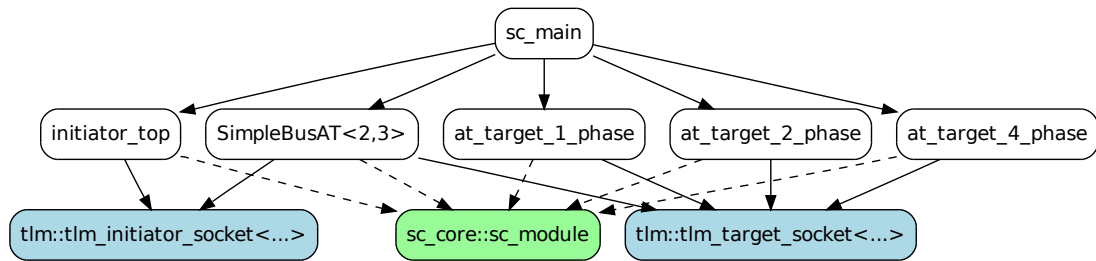 sc_main
initiator_top
SimpleBusAT<2,3>
at_target_1_phase
at_target_2_phase
at_target_4_phase
tlm::tlm_initiator_socket<...>
sc_core::sc_module
tlm::tlm_target_socket<...>